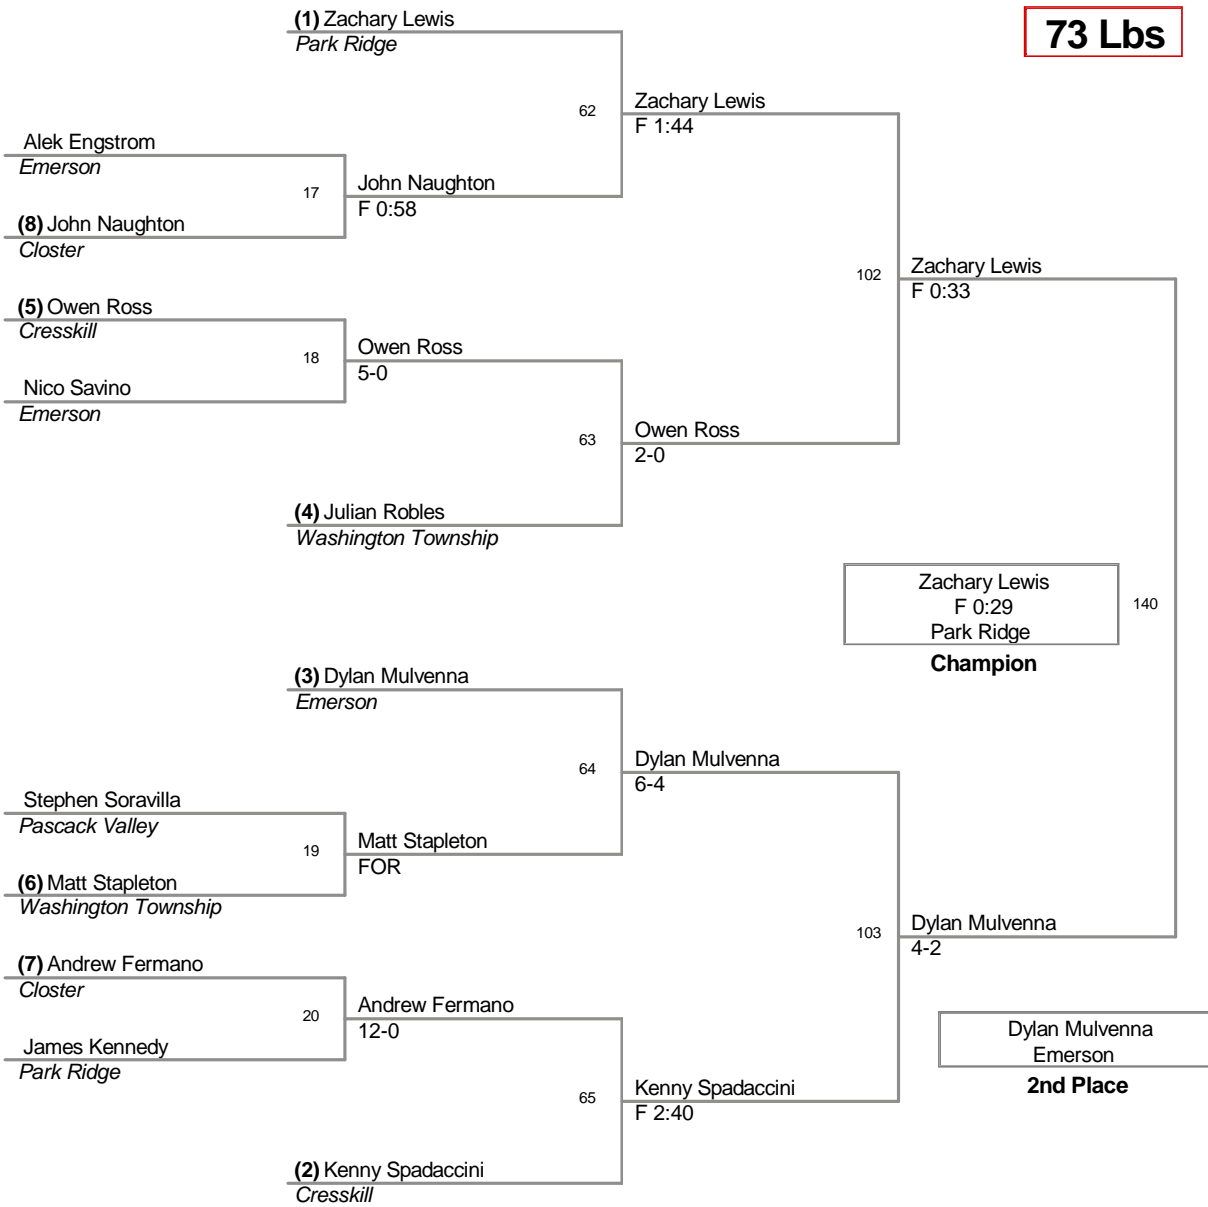 (1) Zachary Lewis
Park Ridge
73 Lbs
62
Zachary Lewis
F 1:44
Alek Engstrom
Emerson
17
John Naughton
F 0:58
(8) John Naughton
Closter
102
Zachary Lewis
F 0:33
(5) Owen Ross
Cresskill
18
Owen Ross
5-0
Nico Savino
Emerson
63
Owen Ross
2-0
(4) Julian Robles
Washington Township
Zachary Lewis
F 0:29
Park Ridge
140
Champion
(3) Dylan Mulvenna
Emerson
64
Dylan Mulvenna
6-4
Stephen Soravilla
Pascack Valley
19
Matt Stapleton
FOR
(6) Matt Stapleton
Washington Township
103
Dylan Mulvenna
4-2
(7) Andrew Fermano
Closter
20
Andrew Fermano
12-0
James Kennedy
Park Ridge
Dylan Mulvenna
Emerson
2nd Place
65
Kenny Spadaccini
F 2:40
(2) Kenny Spadaccini
Cresskill